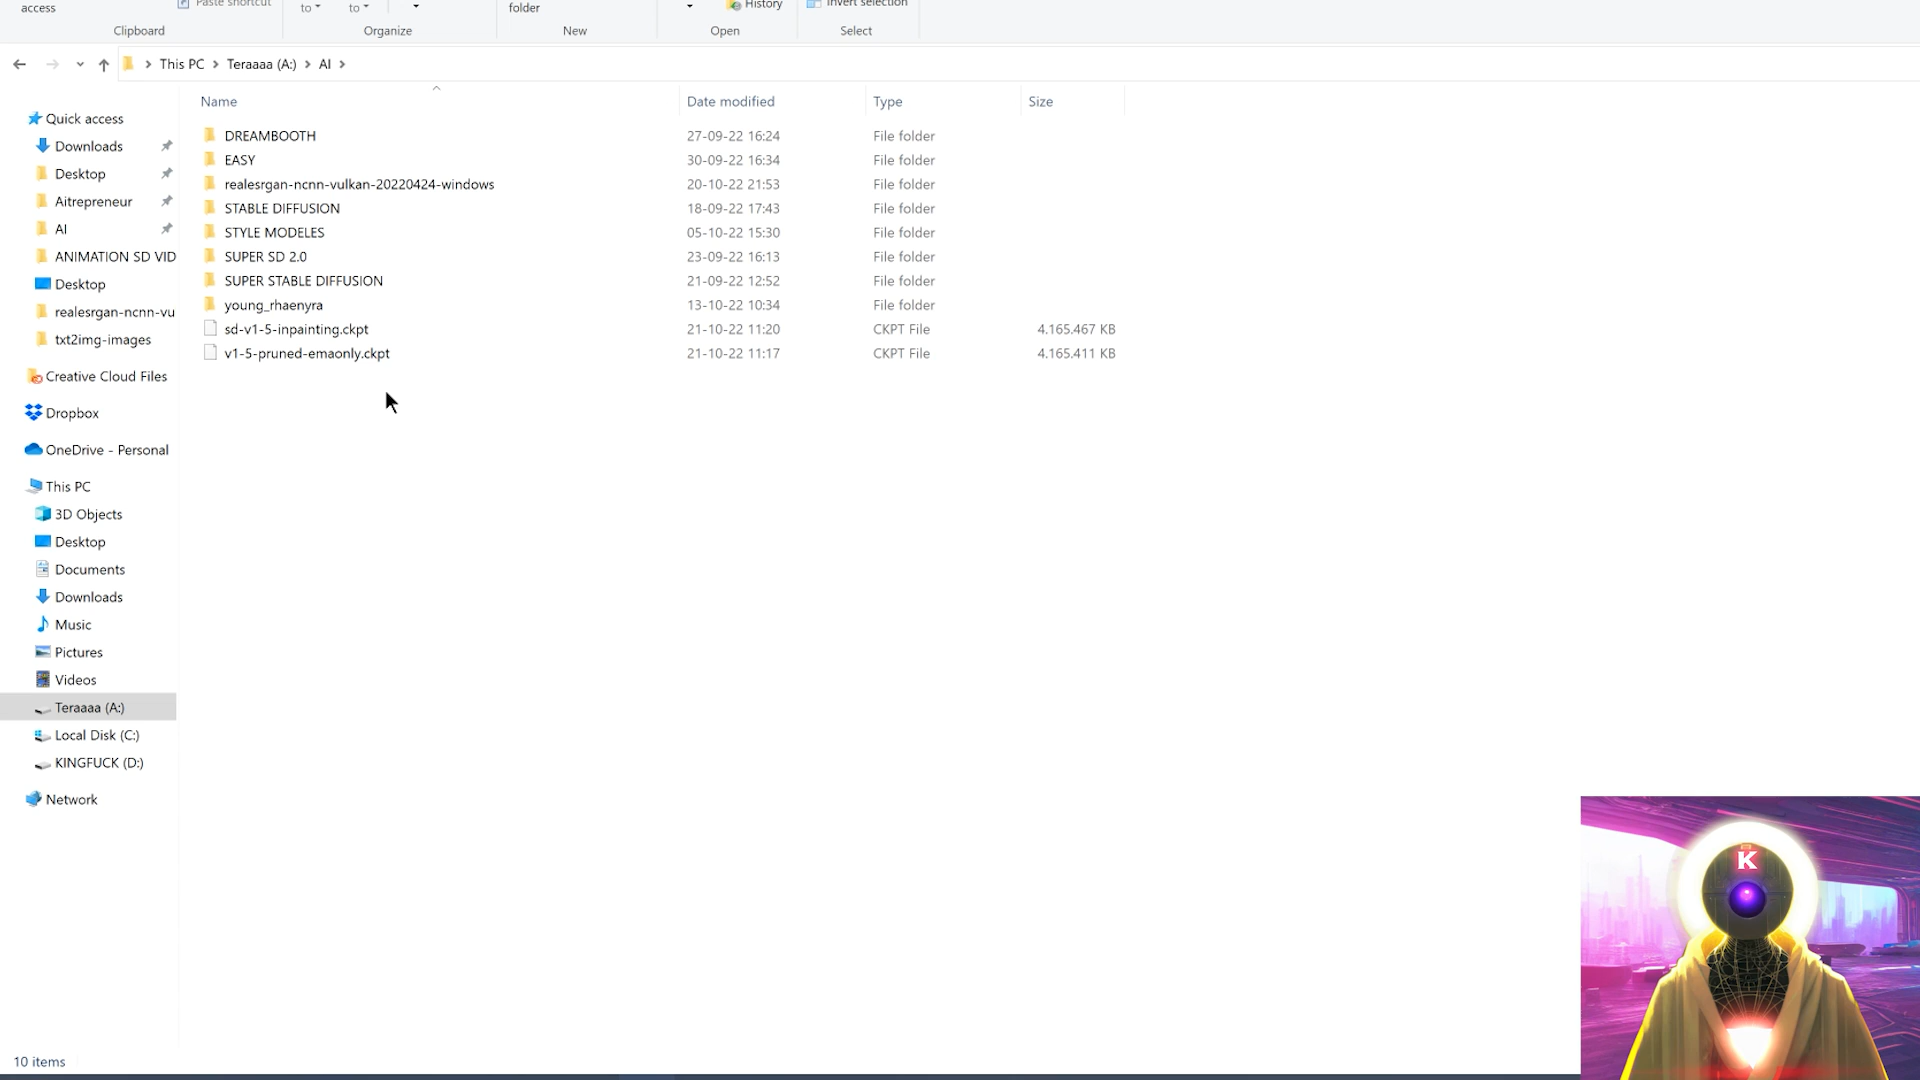 access
Paste shortcut
to
to
folder
History
Invert selection
Clipboard
Organize
New
Open
Select
This PC
Teraaaa (A:)
AI
Name
Date modified
Type
Size
Quick access
Downloads
Desktop
Aitrepreneur
AI
ANIMATION SD VID
Desktop
realesrgan-ncnn-vu
txt2img-images
Creative Cloud Files
Dropbox
OneDrive - Personal
This PC
3D Objects
Desktop
Documents
Downloads
Music
Pictures
Videos
Teraaaa (A:)
Local Disk (C:)
KINGFUCK (D:)
Network
DREAMBOOTH 27-09-22 16:24 File folder
EASY 30-09-22 16:34 File folder
realesrgan-ncnn-vulkan-20220424-windows 20-10-22 21:53 File folder
STABLE DIFFUSION 18-09-22 17:43 File folder
STYLE MODELES 05-10-22 15:30 File folder
SUPER SD 2.0 23-09-22 16:13 File folder
SUPER STABLE DIFFUSION 21-09-22 12:52 File folder
young_rhaenyra 13-10-22 10:34 File folder
sd-v1-5-inpainting.ckpt 21-10-22 11:20 CKPT File 4.165.467 KB
v1-5-pruned-emaonly.ckpt 21-10-22 11:17 CKPT File 4.165.411 KB
K
10 items